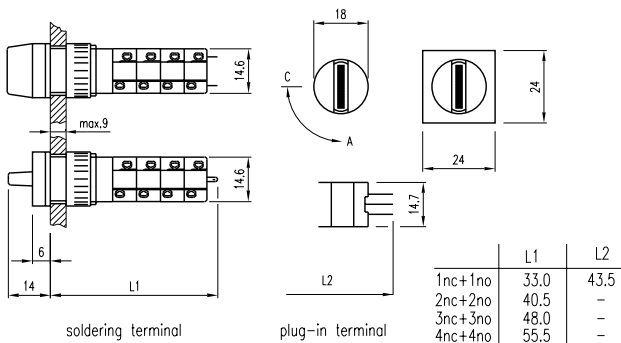 18
14.6
C
A
24
24
max,9
14.6
14.7
6
14
L1
L2
soldering terminal
plug-in terminal
L1 L2
1nc+1no 33.0 43.5
2nc+2no 40.5 -
3nc+3no 48.0 -
4nc+4no 55.5 -